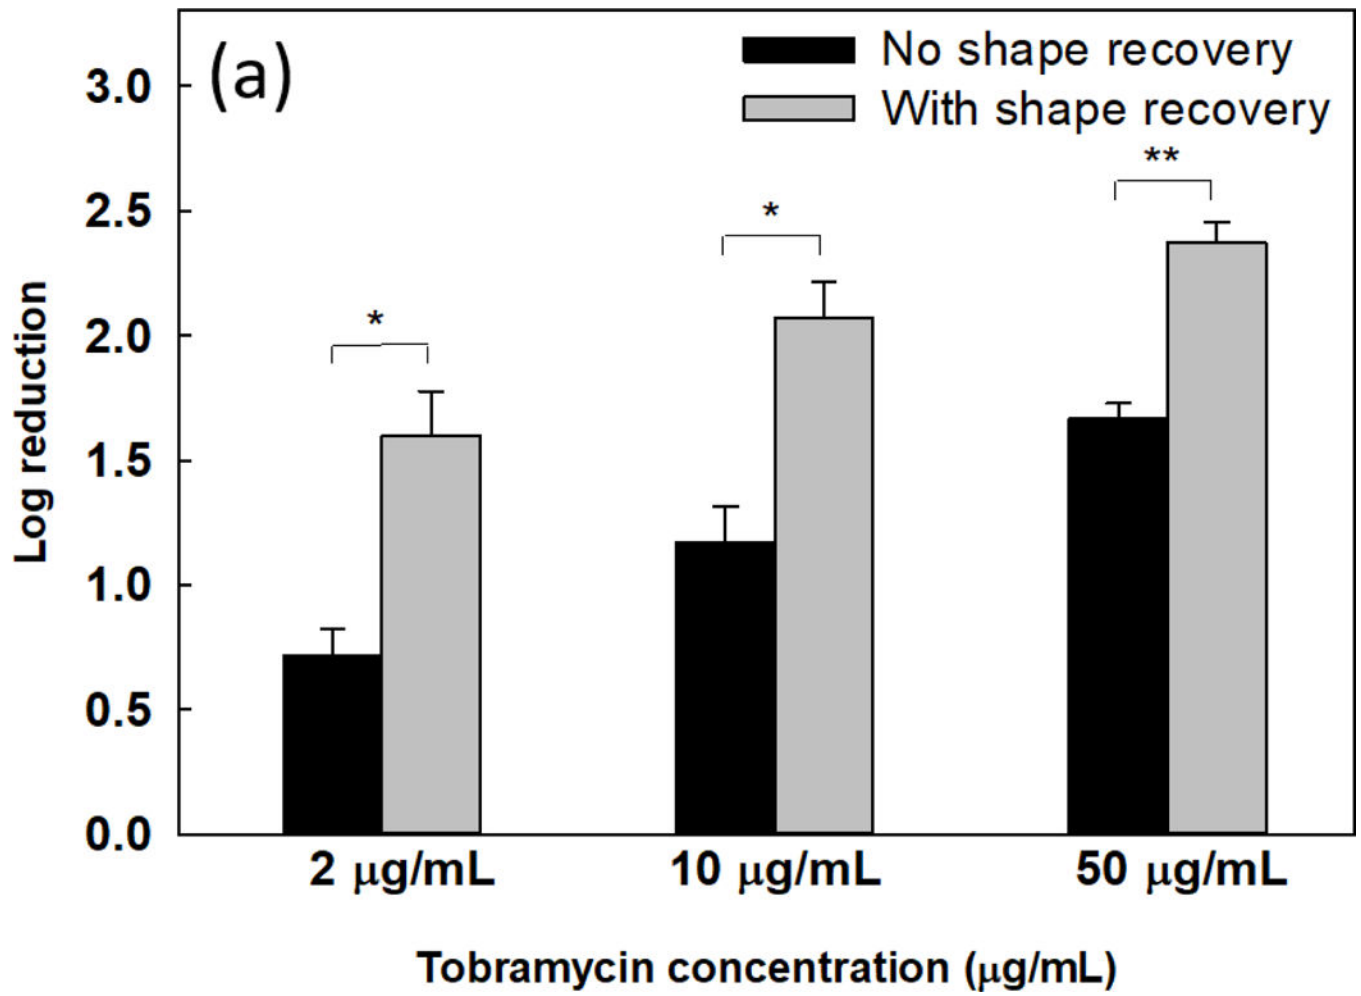 (a)
No shape recovery
With shape recovery
Log reduction
3.0
2.5
2.0
1.5
1.0
0.5
0.0
*
*
**
2 μg/mL
10 μg/mL
50 μg/mL
Tobramycin concentration (μg/mL)